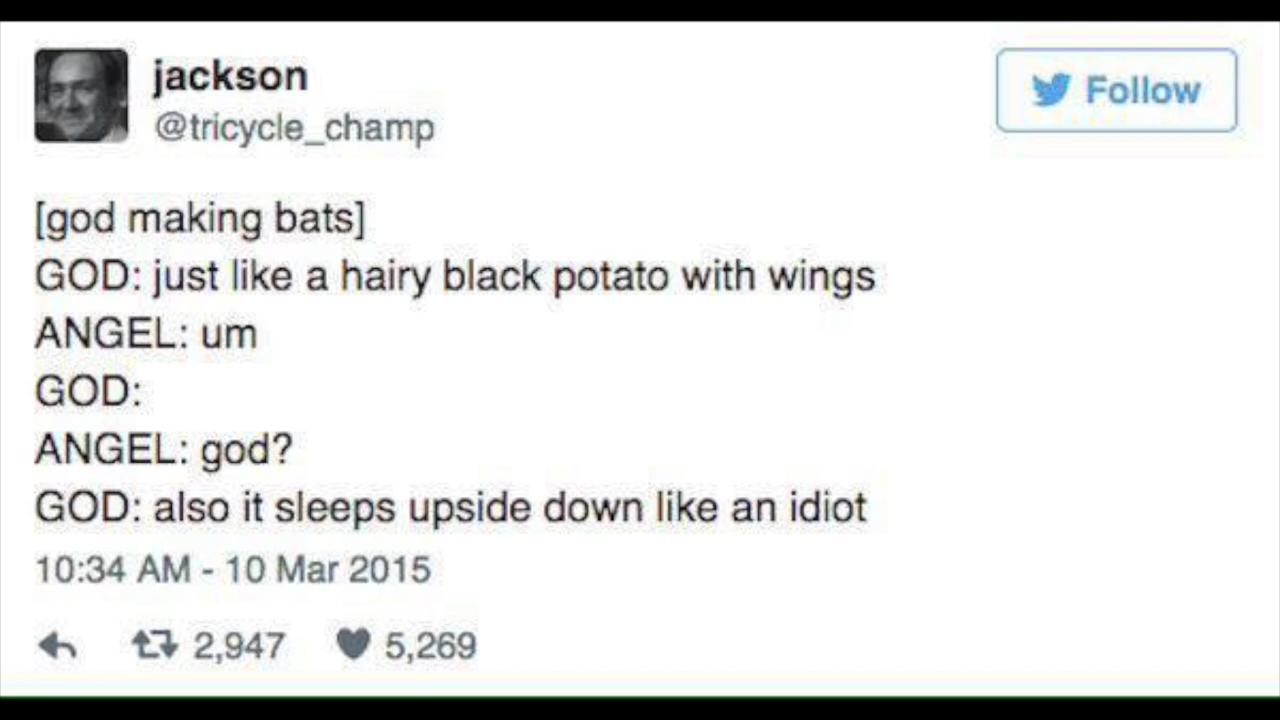 jackson
@tricycle_champ
Follow
[god making bats]
GOD: just like a hairy black potato with wings
ANGEL: um
GOD:
ANGEL: god?
GOD: also it sleeps upside down like an idiot
10:34 AM - 10 Mar 2015
2,947 5,269